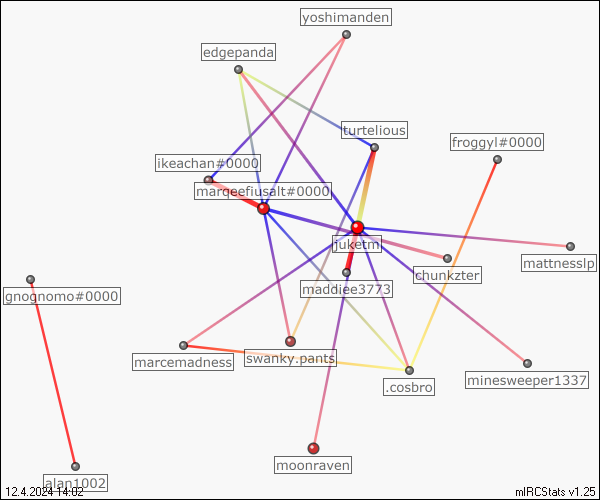 yoshimanden
edgepanda
turtelious
froggyl#0000
ikeachan#0000
marqeefiusalt#0000
juketm
mattnesslp
chunkzter
gnognomo#0000
maddiee3773
marcemadness
swanky.pants
.cosbro
minesweeper1337
moonraven
alan1002
12.4.2024 14:02
mIRCStats v1.25